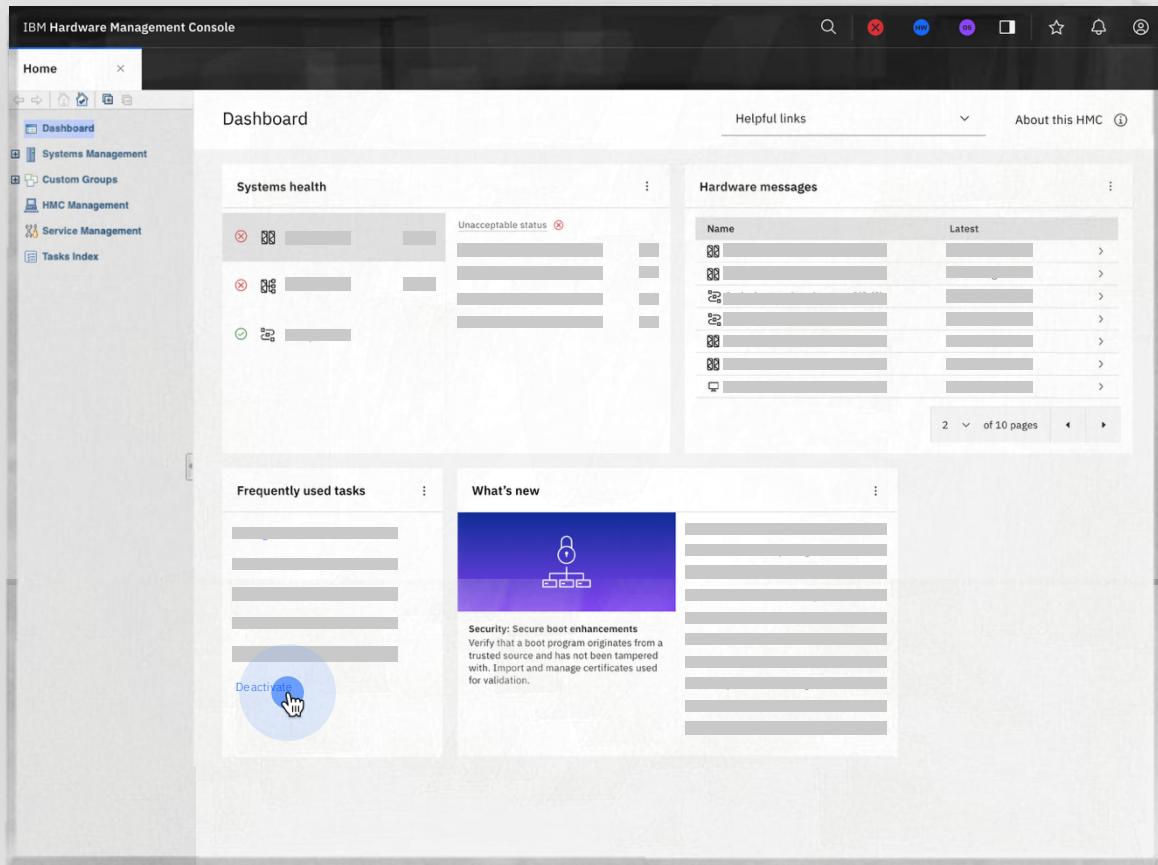 IBM Hardware Management Console
HW
OS
Home
Dashboard
Systems Management
Custom Groups
HMC Management
Service Management
Tasks Index
Dashboard
Helpful links
About this HMC
Systems health
Unacceptable status
Hardware messages
Name
Latest
2
of 10 pages
Frequently used tasks
Deactivate
What's new
Security: Secure boot enhancements
Verify that a boot program originates from a
trusted source and has not been tampered
with. Import and manage certificates used
for validation.